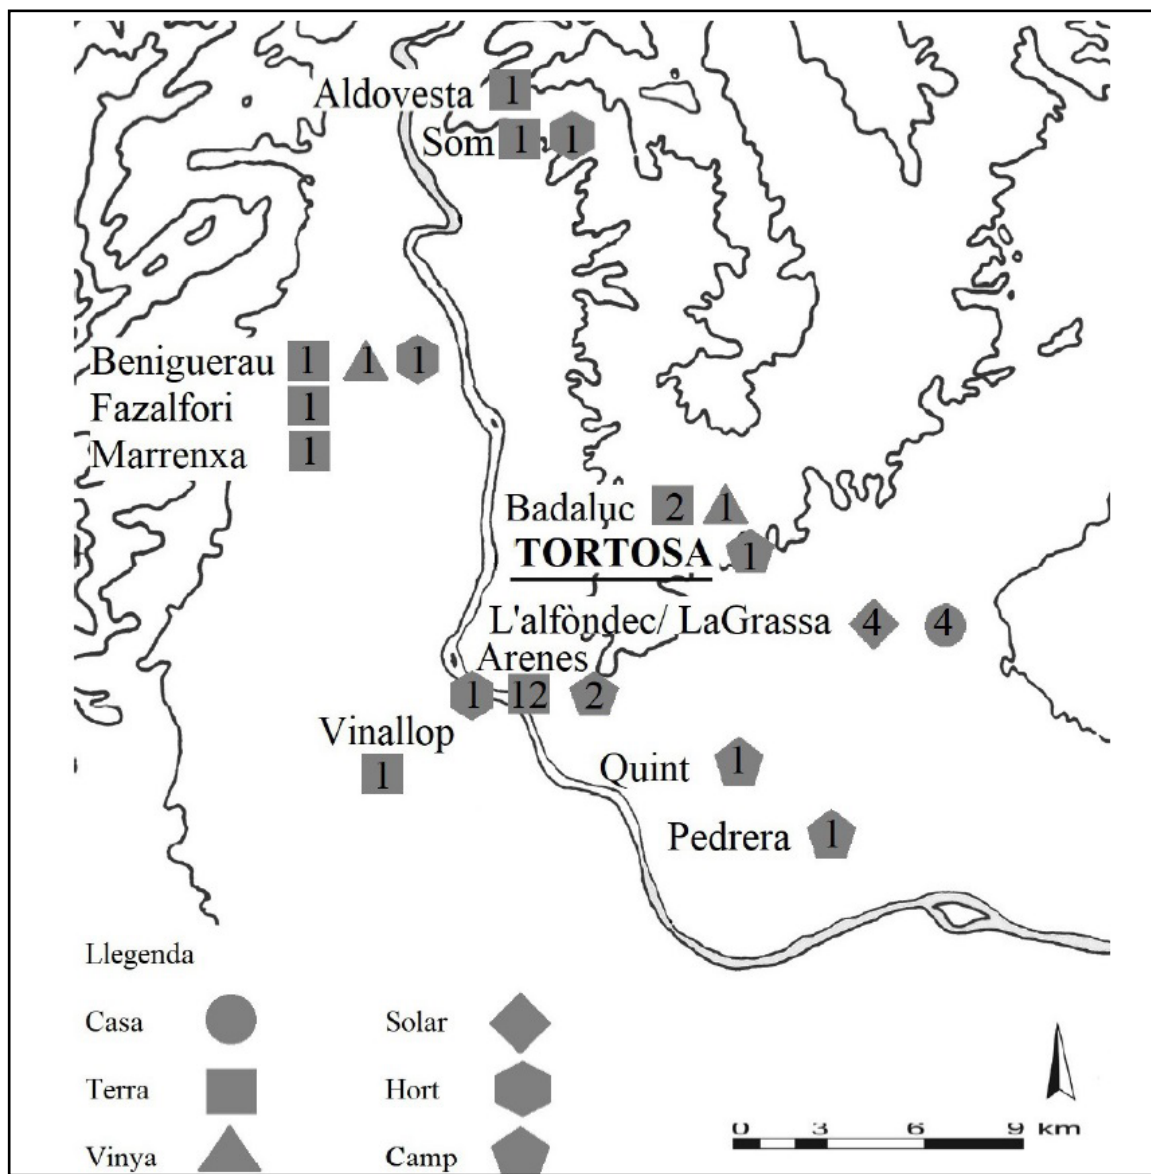 Aldovesta 1
Som 1 1
Beniguerau 1 1 1
Fazalfori 1
Marrenxa 1
Badaluc 2 1
TORTOSA 1
L'alfòndec/ LaGrassa 4 4
Arenes
1 12 2
Vinallop
1
Quint 1
Pedrera 1
Llegenda
Casa
Solar
Terra
Hort
Vinya
Camp
0 3 6 9 km